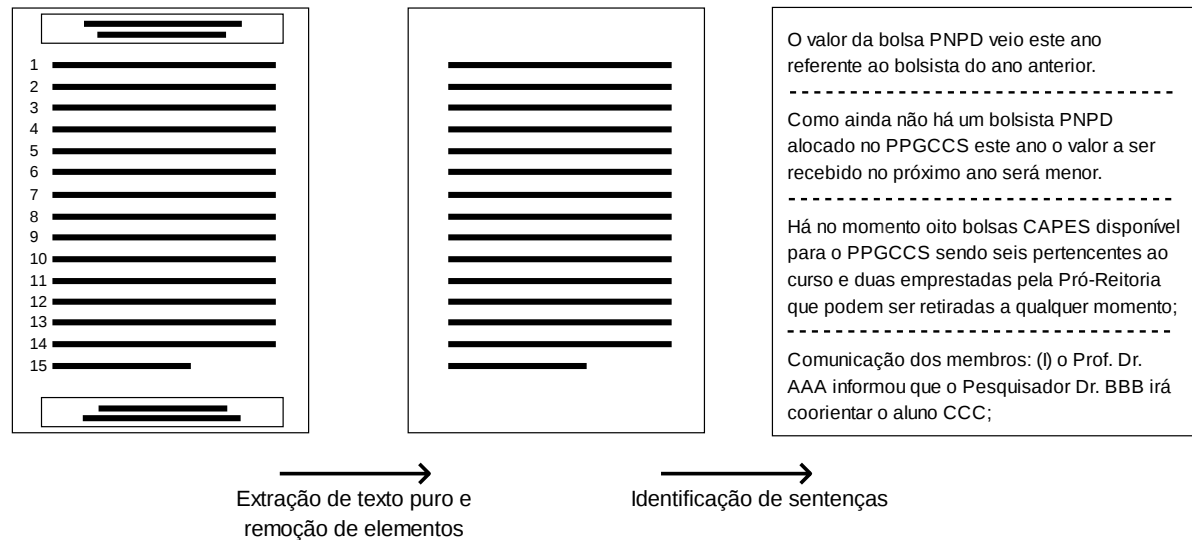 1
2
3
4
5
6
7
8
9
10
11
12
13
14
15
O valor da bolsa PNPD veio este ano
referente ao bolsista do ano anterior.
Como ainda não há um bolsista PNPD
alocado no PPGCCS este ano o valor a ser
recebido no próximo ano será menor.
Há no momento oito bolsas CAPES disponível
para o PPGCCS sendo seis pertencentes ao
curso e duas emprestadas pela Pró-Reitoria
que podem ser retiradas a qualquer momento;
Comunicação dos membros: (I) o Prof. Dr.
AAA informou que o Pesquisador Dr. BBB irá
coorientar o aluno CCC;
Extração de texto puro e
remoção de elementos
Identificação de sentenças